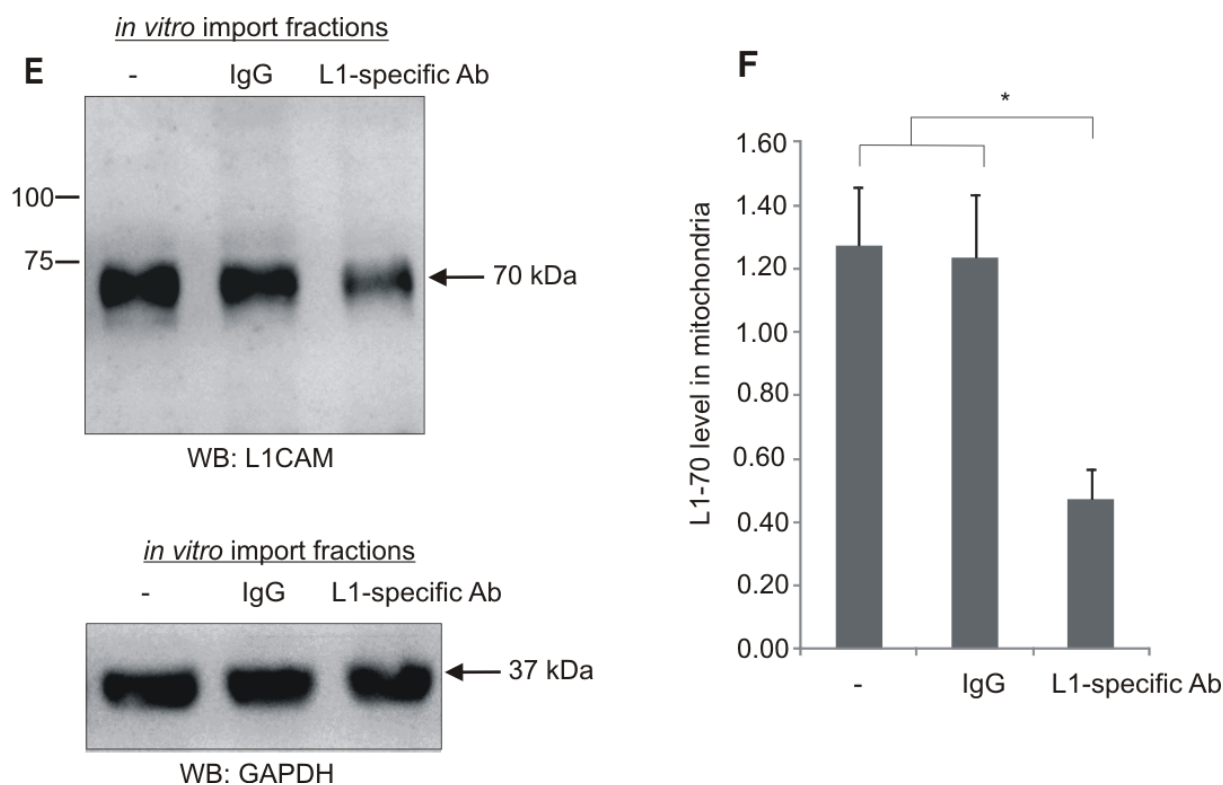 in vitro import fractions
E - IgG L1-specific Ab
100
75
70 kDa
WB: L1CAM
in vitro import fractions
- IgG L1-specific Ab
37 kDa
WB: GAPDH
F
*
L1-70 level in mitochondria
1.60
1.40
1.20
1.00
0.80
0.60
0.40
0.20
0.00
- IgG L1-specific Ab